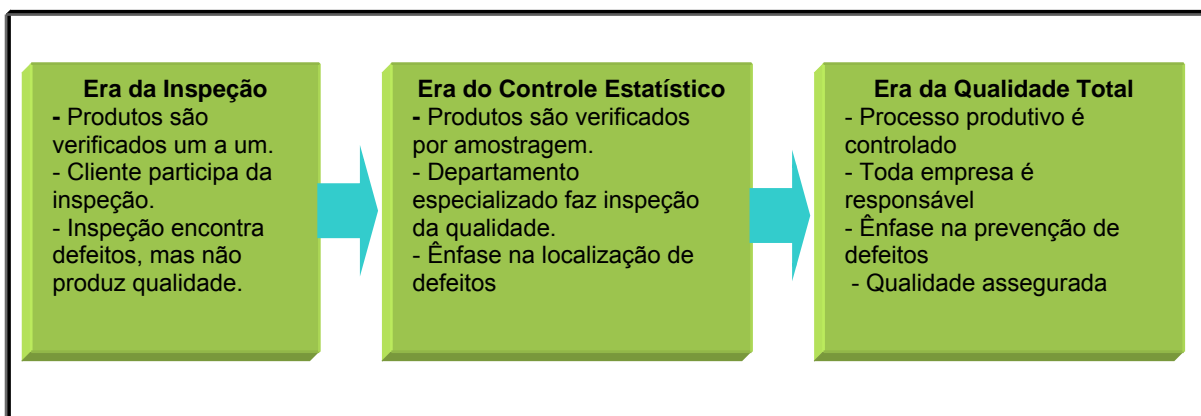 Era da Inspeção
- Produtos são
verificados um a um.
- Cliente participa da
inspeção.
- Inspeção encontra
defeitos, mas não
produz qualidade.
Era do Controle Estatístico
- Produtos são verificados
por amostragem.
- Departamento
especializado faz inspeção
da qualidade.
- Ênfase na localização de
defeitos
Era da Qualidade Total
- Processo produtivo é
controlado
- Toda empresa é
responsável
- Ênfase na prevenção de
defeitos
- Qualidade assegurada